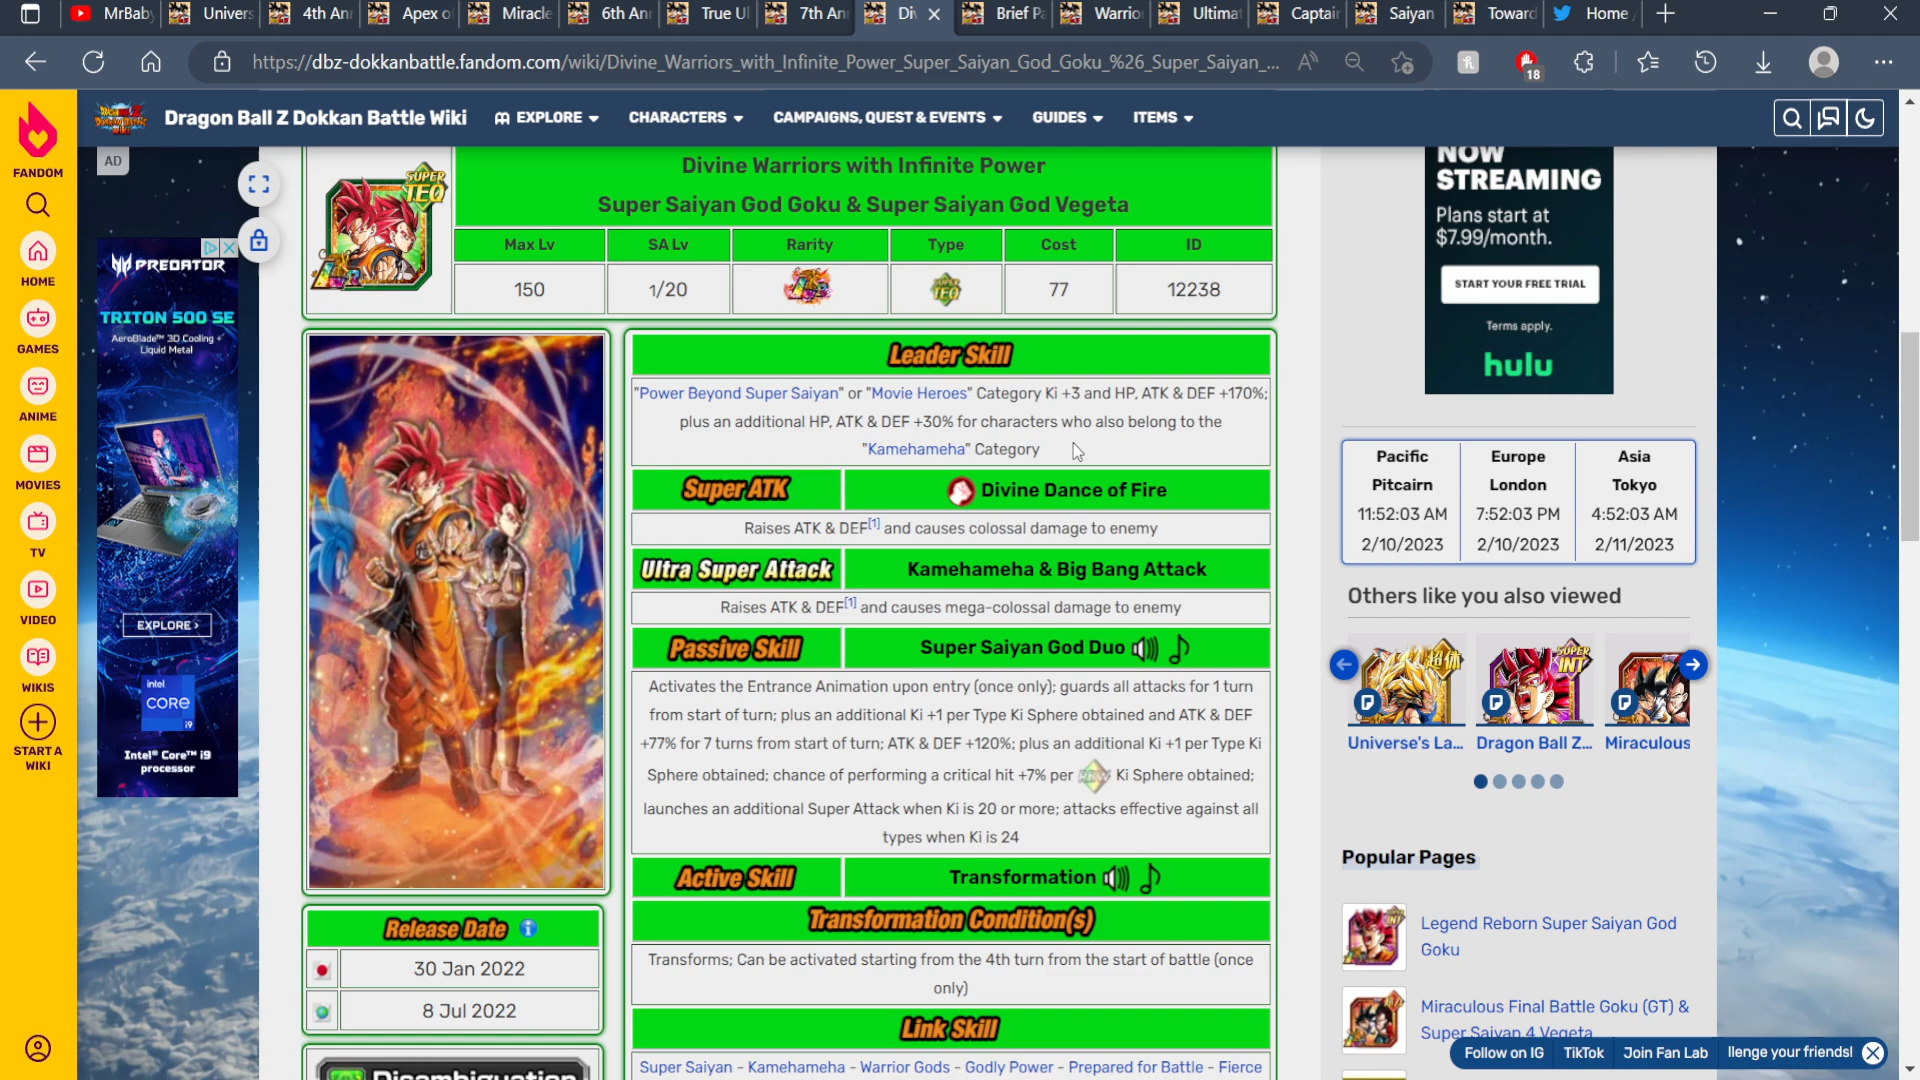 MrBaby
Univers
4th Ann
Apex o
Miracle
6th Ann
True U
7th An
Di
Brief P
Warrio
Ultimat
Captai
Saiyan
Toward
Home
https://dbz-dokkanbattle.fandom.com/wiki/Divine_Warriors_with_Infinite_Power_Super_Saiyan_God_Goku_%26_Super_Saiyan_...
18
Dragon Ball Z Dokkan Battle Wiki
EXPLORE
CHARACTERS
CAMPAIGNS, QUEST & EVENTS
GUIDES
ITEMS
FANDOM
HOME
GAMES
ANIME
MOVIES
TV
VIDEO
WIKIS
START A
WIKI
AD
PREDATOR
TRITON 500 SE
AeroBlade™ 3D Cooling +
Liquid Metal
EXPLORE ›
intel
CORE
i9
Intel® Core™ i9
processor
SUPER
TEQ
LR
Divine Warriors with Infinite Power
Super Saiyan God Goku & Super Saiyan God Vegeta
Max Lv
SA Lv
Rarity
Type
Cost
ID
150
1/20
LR
SUPER
TEQ
77
12238
Leader Skill
"Power Beyond Super Saiyan" or "Movie Heroes" Category Ki +3 and HP, ATK & DEF +170%;
plus an additional HP, ATK & DEF +30% for characters who also belong to the
"Kamehameha" Category
Super ATK
Divine Dance of Fire
Raises ATK & DEF[1] and causes colossal damage to enemy
Ultra Super Attack
Kamehameha & Big Bang Attack
Raises ATK & DEF[1] and causes mega-colossal damage to enemy
Passive Skill
Super Saiyan God Duo
Activates the Entrance Animation upon entry (once only); guards all attacks for 1 turn
from start of turn; plus an additional Ki +1 per Type Ki Sphere obtained and ATK & DEF
+77% for 7 turns from start of turn; ATK & DEF +120%; plus an additional Ki +1 per Type Ki
Sphere obtained; chance of performing a critical hit +7% per Ki Sphere obtained;
launches an additional Super Attack when Ki is 20 or more; attacks effective against all
types when Ki is 24
Active Skill
Transformation
Transformation Condition(s)
Transforms; Can be activated starting from the 4th turn from the start of battle (once
only)
Link Skill
Super Saiyan - Kamehameha - Warrior Gods - Godly Power - Prepared for Battle - Fierce
Release Date
30 Jan 2022
8 Jul 2022
Disambiguation
NOW
STREAMING
Plans start at
$7.99/month.
START YOUR FREE TRIAL
Terms apply.
hulu
Pacific
Pitcairn
11:52:03 AM
2/10/2023
Europe
London
7:52:03 PM
2/10/2023
Asia
Tokyo
4:52:03 AM
2/11/2023
Others like you also viewed
超体
SUPER
INT
Universe's La...
Dragon Ball Z...
Miraculous
Popular Pages
Legend Reborn Super Saiyan God
Goku
Miraculous Final Battle Goku (GT) &
Super Saiyan 4 Vegeta
Follow on IG
TikTok
Join Fan Lab
llenge your friends!